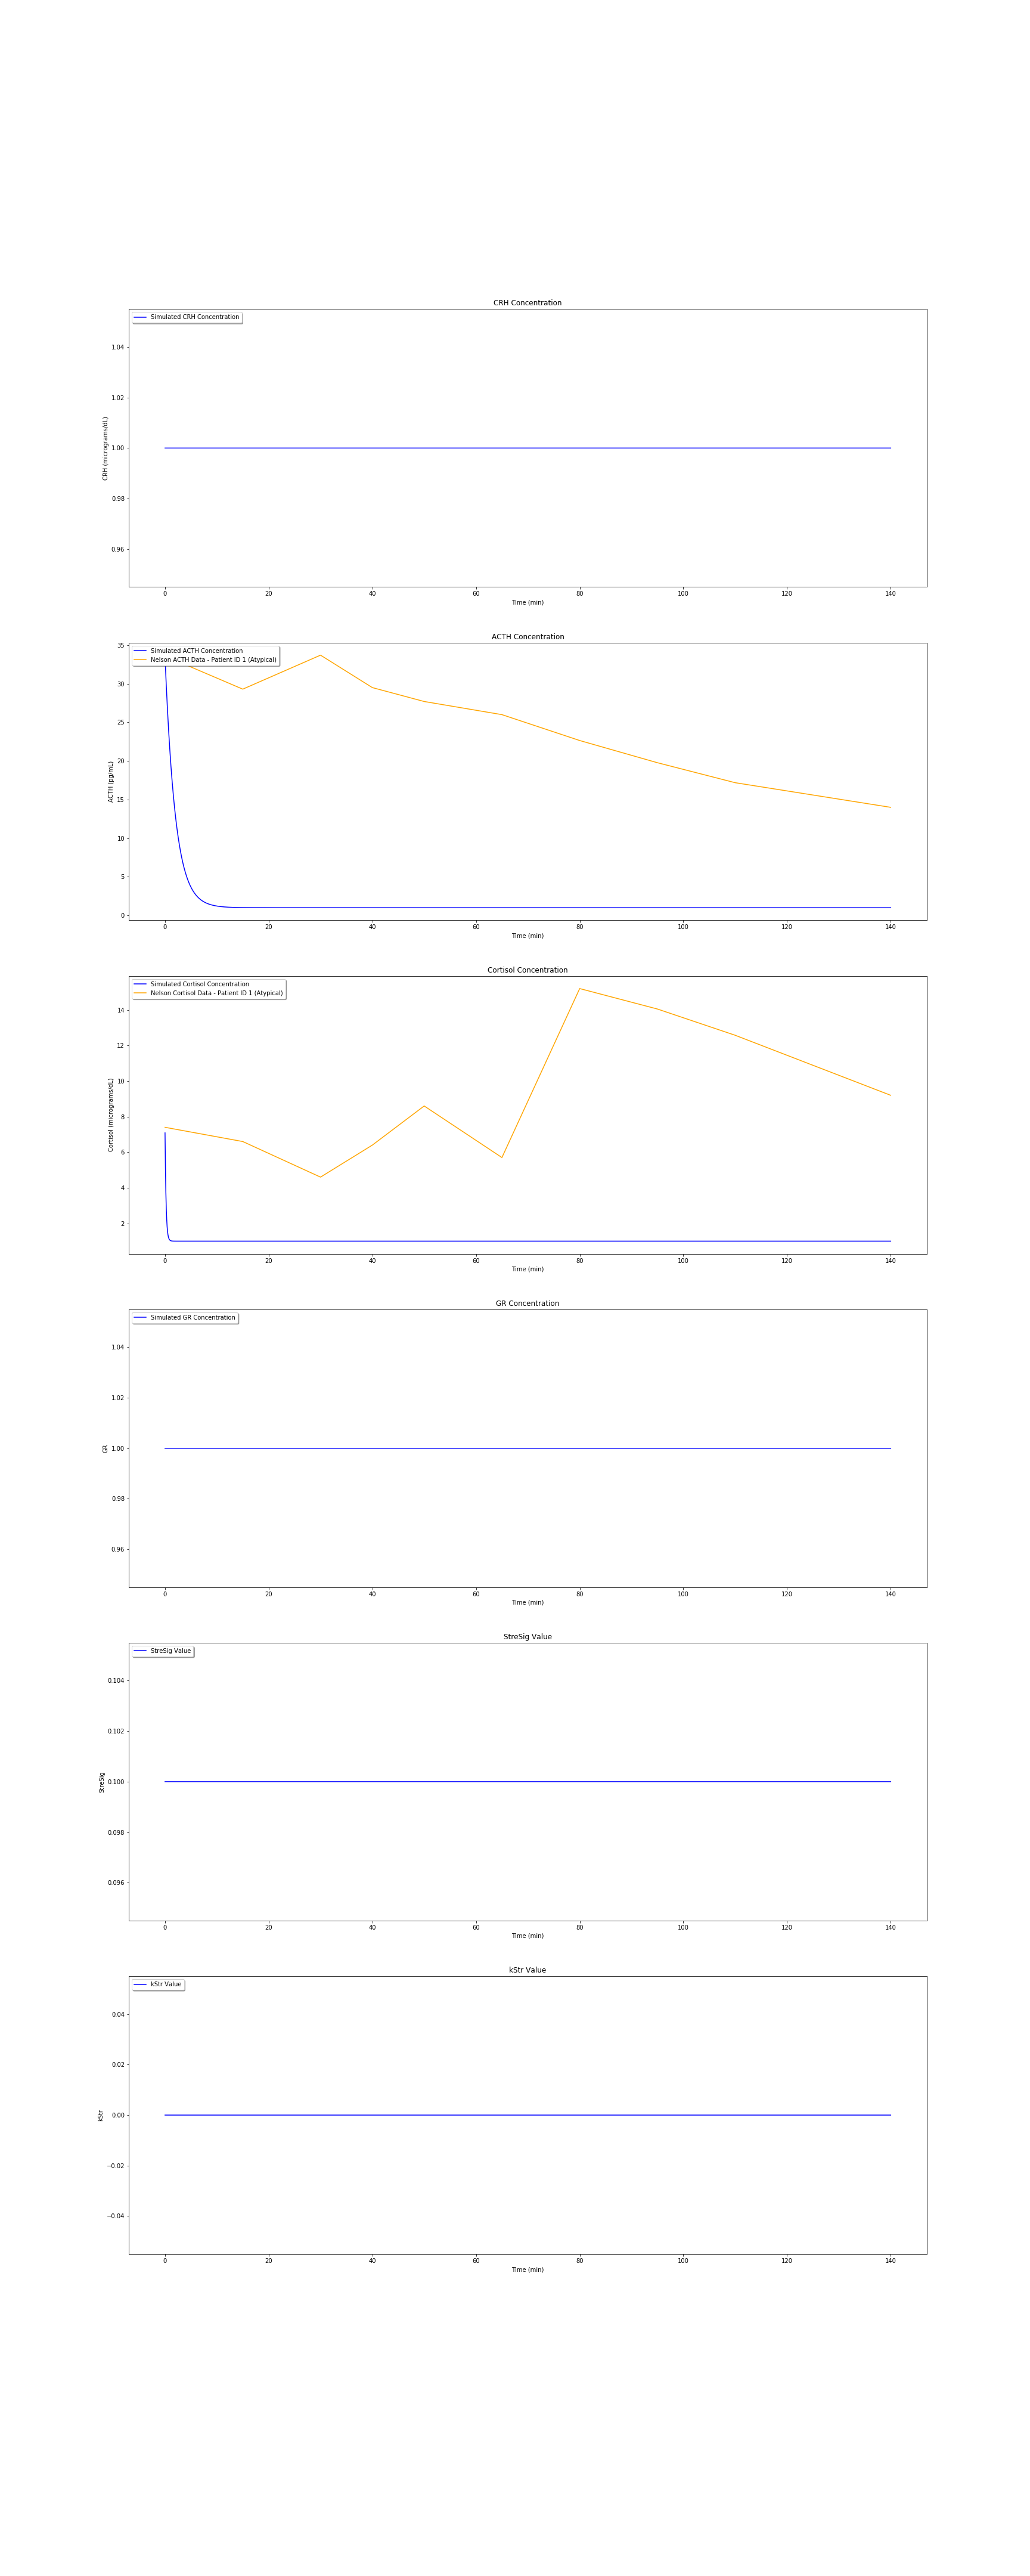 CRH Concentration
Simulated CRH Concentration
1.04
1.02
1.00
0.98
0.96
CRH (micrograms/dL)
0 20 40 60 80 100 120 140
Time (min)
ACTH Concentration
Simulated ACTH Concentration
Nelson ACTH Data - Patient ID 1 (Atypical)
35
30
25
20
15
10
5
0
ACTH (pg/mL)
0 20 40 60 80 100 120 140
Time (min)
Cortisol Concentration
Simulated Cortisol Concentration
Nelson Cortisol Data - Patient ID 1 (Atypical)
14
12
10
8
6
4
2
Cortisol (micrograms/dL)
0 20 40 60 80 100 120 140
Time (min)
GR Concentration
Simulated GR Concentration
1.04
1.02
1.00
0.98
0.96
GR
0 20 40 60 80 100 120 140
Time (min)
StreSig Value
StreSig Value
0.104
0.102
0.100
0.098
0.096
StreSig
0 20 40 60 80 100 120 140
Time (min)
kStr Value
kStr Value
0.04
0.02
0.00
−0.02
−0.04
kStr
0 20 40 60 80 100 120 140
Time (min)